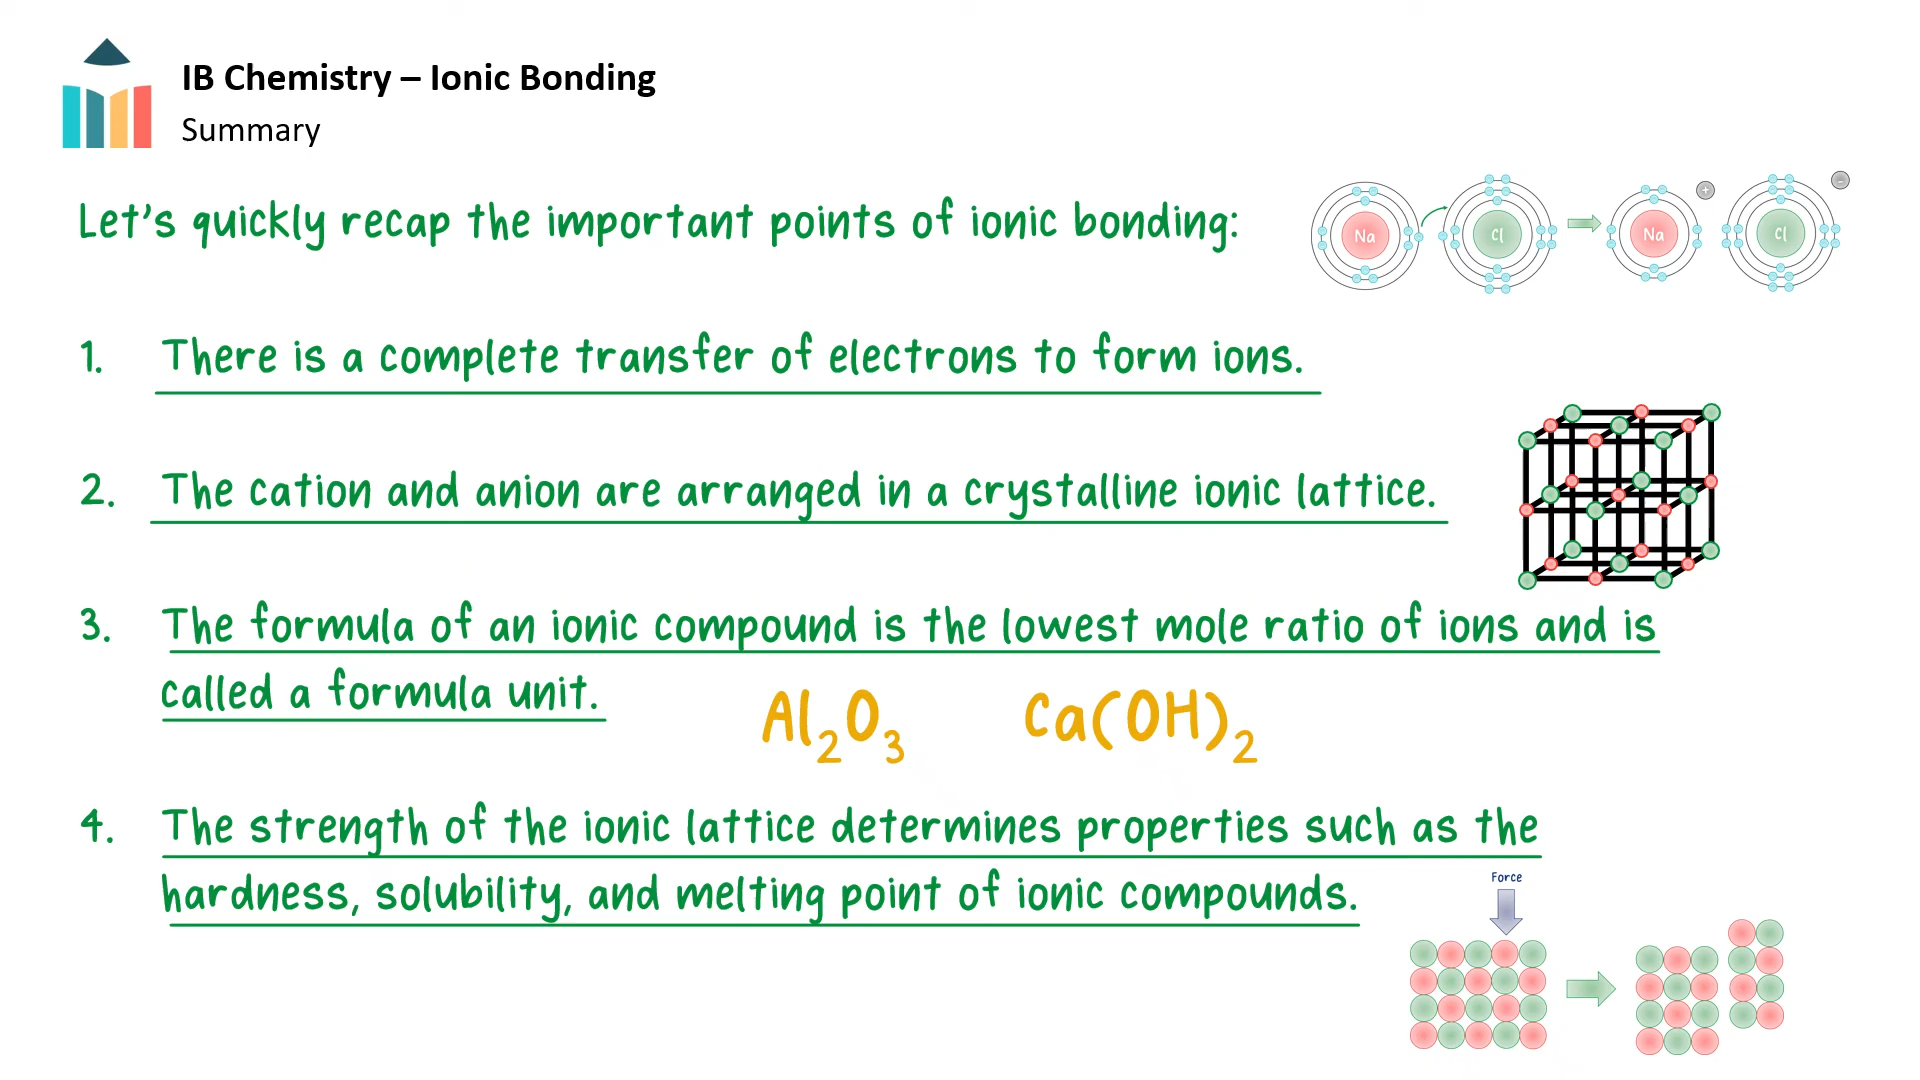 IB Chemistry – Ionic Bonding
Summary
Let's quickly recap the important points of ionic bonding:
Na Cl Na + Cl -
1. There is a complete transfer of electrons to form ions.
2. The cation and anion are arranged in a crystalline ionic lattice.
3. The formula of an ionic compound is the lowest mole ratio of ions and is
called a formula unit.
Al₂O₃ Ca(OH)₂
4. The strength of the ionic lattice determines properties such as the
hardness, solubility, and melting point of ionic compounds.
Force